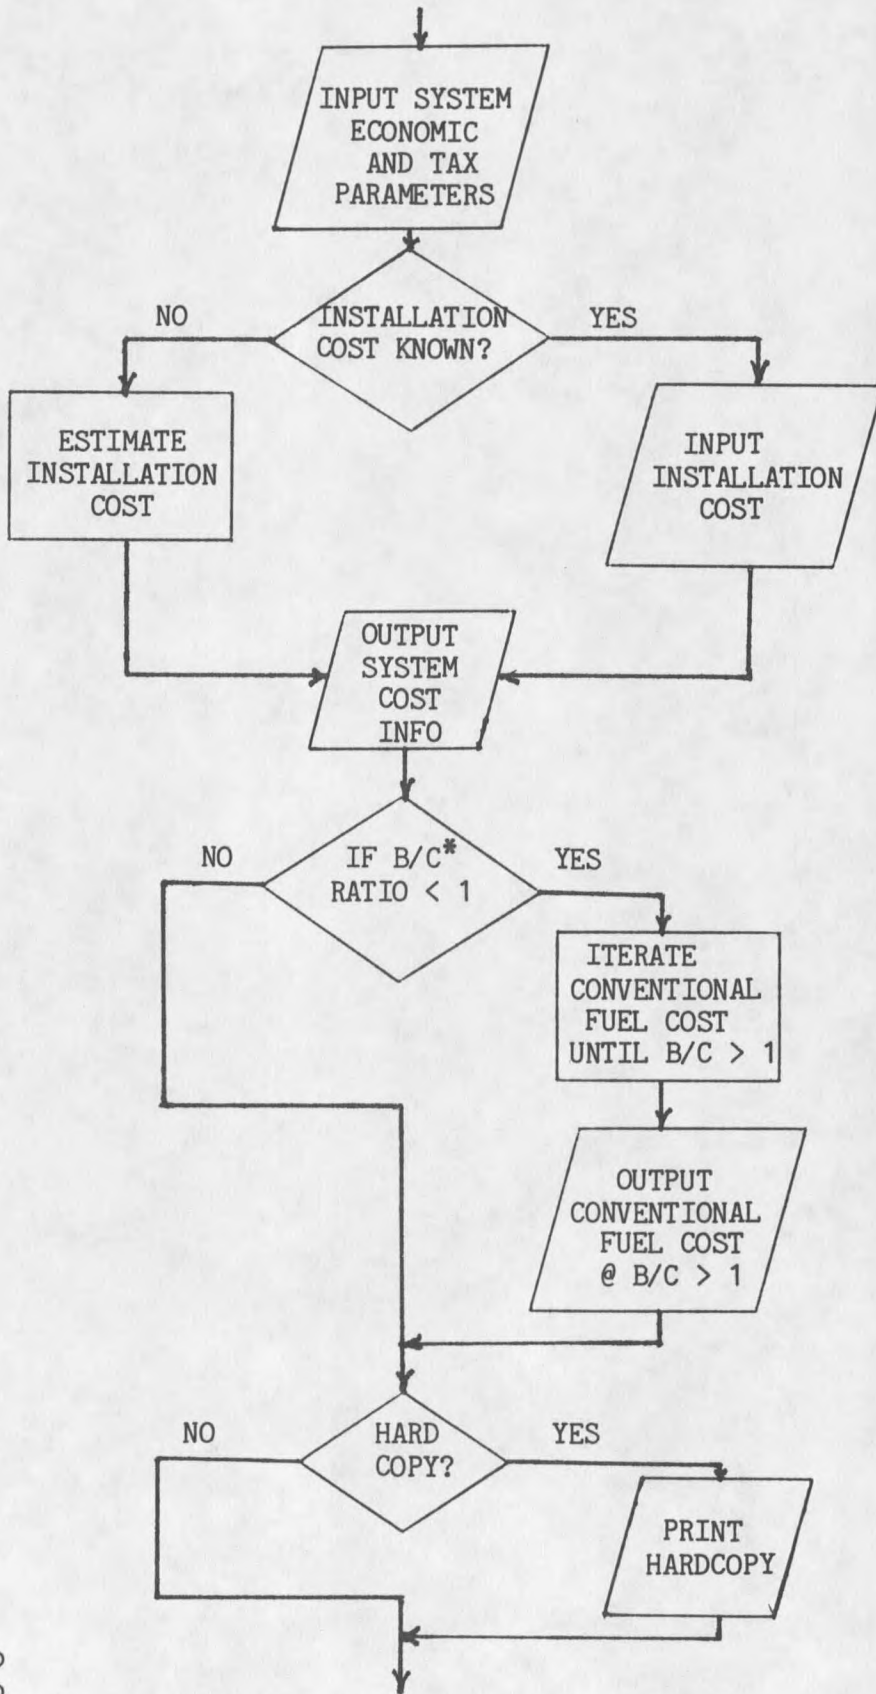 INPUT SYSTEM
ECONOMIC
AND TAX
PARAMETERS
NO
INSTALLATION
COST KNOWN?
YES
ESTIMATE
INSTALLATION
COST
INPUT
INSTALLATION
COST
OUTPUT
SYSTEM
COST
INFO
NO
IF B/C*
RATIO < 1
YES
ITERATE
CONVENTIONAL
FUEL COST
UNTIL B/C > 1
OUTPUT
CONVENTIONAL
FUEL COST
@ B/C > 1
NO
HARD
COPY?
YES
PRINT
HARDCOPY